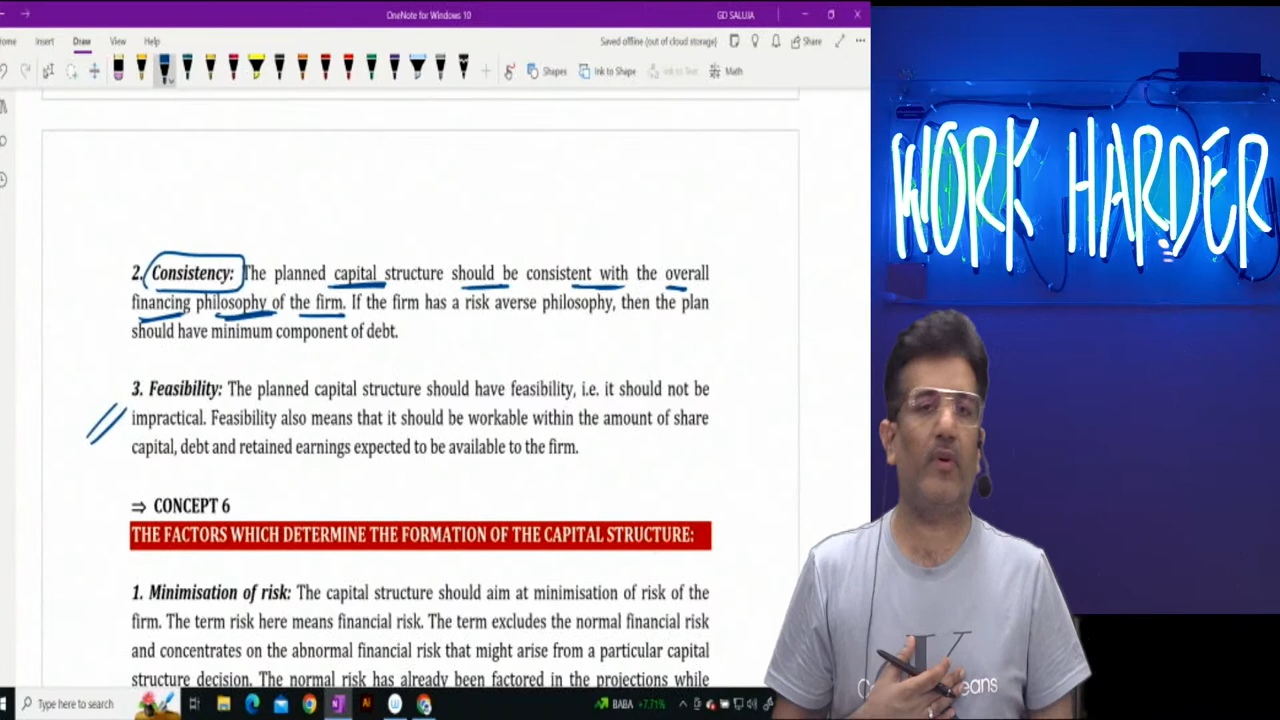 OneNote for Windows 10
GD SALUJA
Insert Draw View Help
Saved offline (out of cloud storage)
Share
Shapes Ink to Shape Ink to Text Math
2. Consistency: The planned capital structure should be consistent with the overall
financing philosophy of the firm. If the firm has a risk averse philosophy, then the plan
should have minimum component of debt.
3. Feasibility: The planned capital structure should have feasibility, i.e. it should not be
impractical. Feasibility also means that it should be workable within the amount of share
capital, debt and retained earnings expected to be available to the firm.
⇒ CONCEPT 6
THE FACTORS WHICH DETERMINE THE FORMATION OF THE CAPITAL STRUCTURE:
1. Minimisation of risk: The capital structure should aim at minimisation of risk of the
firm. The term risk here means financial risk. The term excludes the normal financial risk
and concentrates on the abnormal financial risk that might arise from a particular capital
structure decision. The normal risk has already been factored in the projections while
Type here to search
BABA +7.71%
WORK HARDER